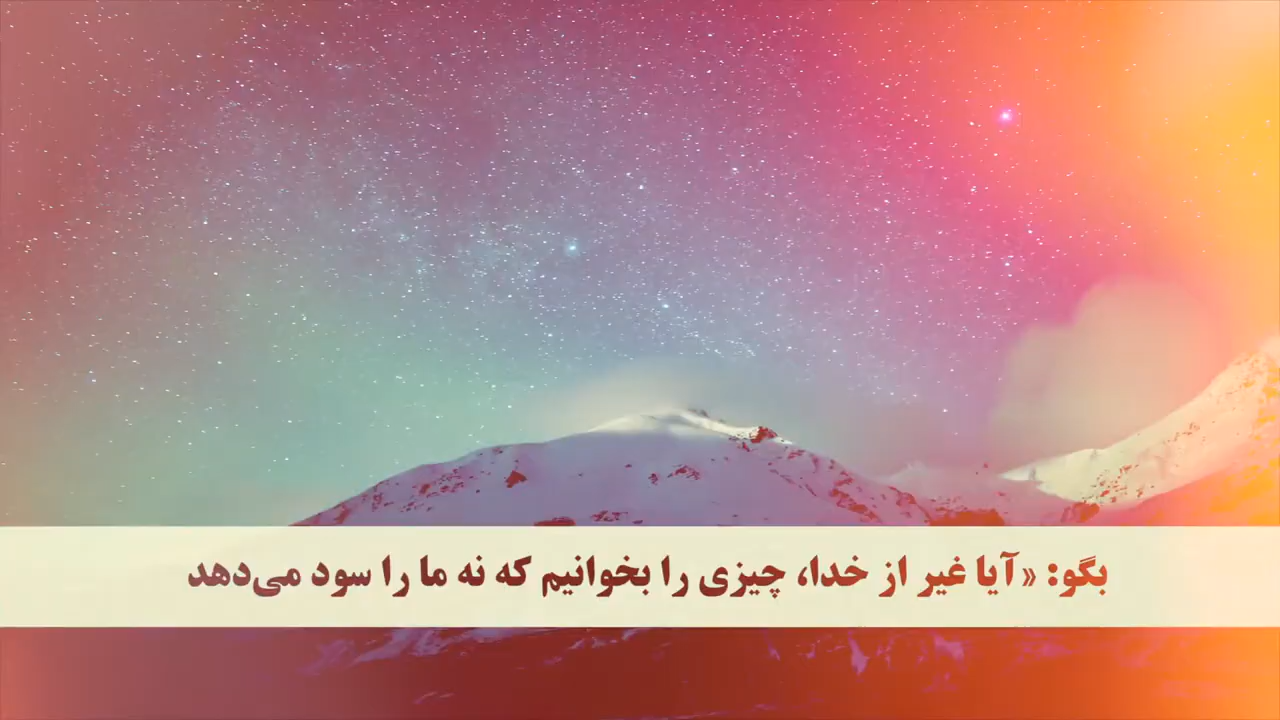 بگو: «آیا غیر از خدا، چیزی را بخوانیم که نه ما را سود می‌دهد